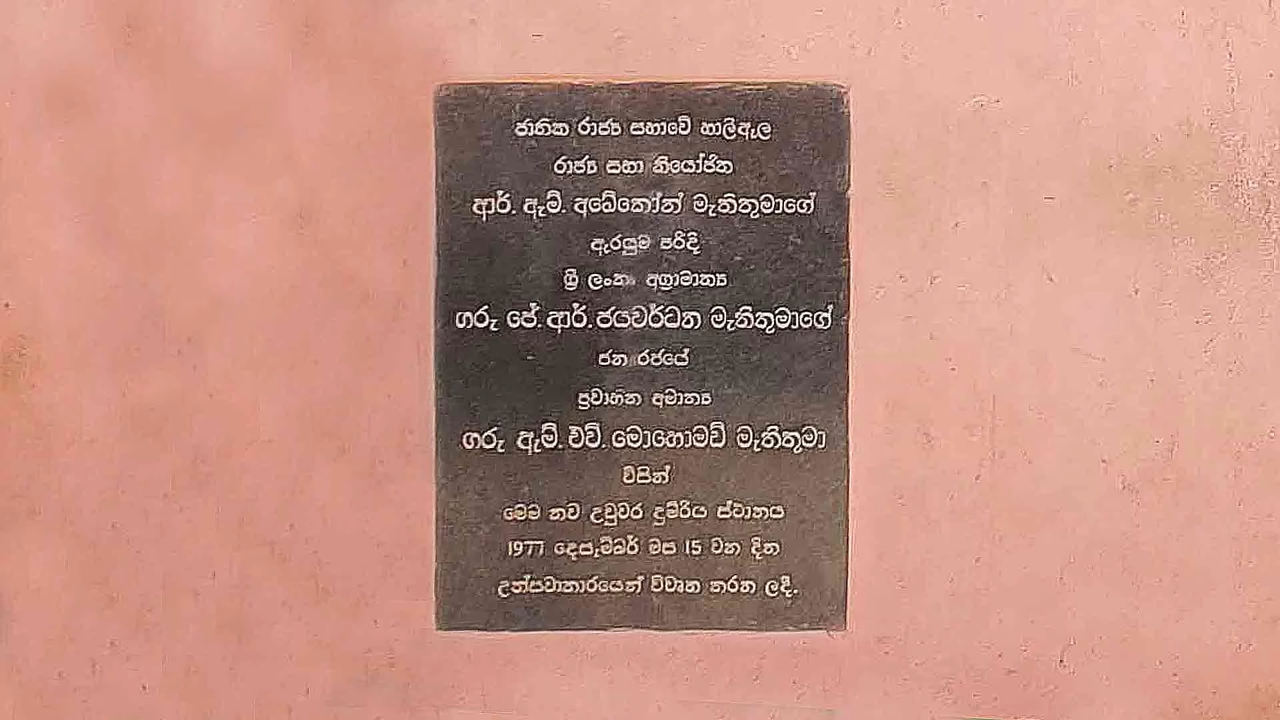 ජාතික රාජ්‍ය සභාවේ හාලිඇල
රාජ්‍ය සභා නියෝජිත
ආර්. ඇම්. අබේකෝන් මැතිතුමාගේ
ඇරයුම පරිදි
ශ්‍රී ලංකා අග්‍රාමාත්‍ය
ගරු ජේ. ආර්. ජයවර්ධන මැතිතුමාගේ
ජන රජයේ
ප්‍රවාහන අමාත්‍ය
ගරු ඇම්. එච්. මොහොමඩ් මැතිතුමා
විසින්
මෙම නව උඩුවර දුම්රිය ස්ථානය
1977 දෙසැම්බර් මස 15 වන දින
උත්සවාකාරයෙන් විවෘත කරන ලදී.